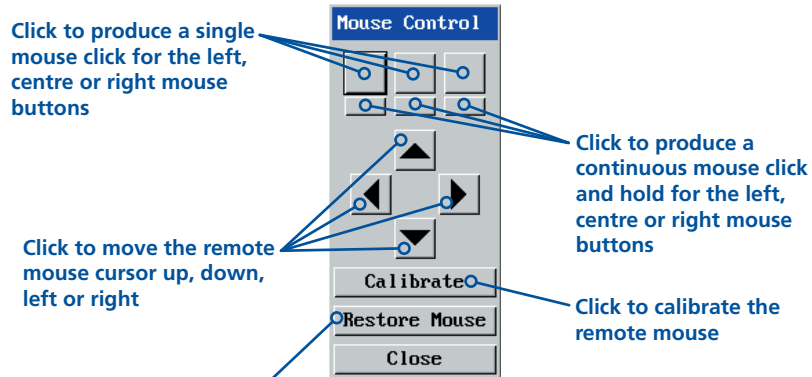 Mouse Control
Click to produce a single
mouse click for the left,
centre or right mouse
buttons
Click to produce a
continuous mouse click
and hold for the left,
centre or right mouse
buttons
Click to move the remote
mouse cursor up, down,
left or right
Calibrate
Click to calibrate the
remote mouse
Restore Mouse
Close